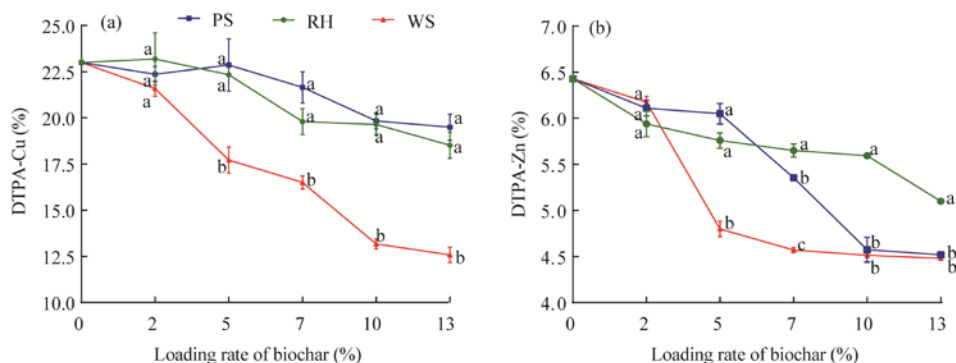 (a) PS RH WS
DTPA-Cu (%)
25.0
22.5
20.0
17.5
15.0
12.5
10.0
a
a
a
a
a
b
a
a
b
a
a
b
a
a
b
0 2 5 7 10 13
Loading rate of biochar (%)
(b)
DTPA-Zn (%)
7.0
6.5
6.0
5.5
5.0
4.5
4.0
a
a
a
a
a
b
a
b
c
a
b
b
a
b
b
0 2 5 7 10 13
Loading rate of biochar (%)